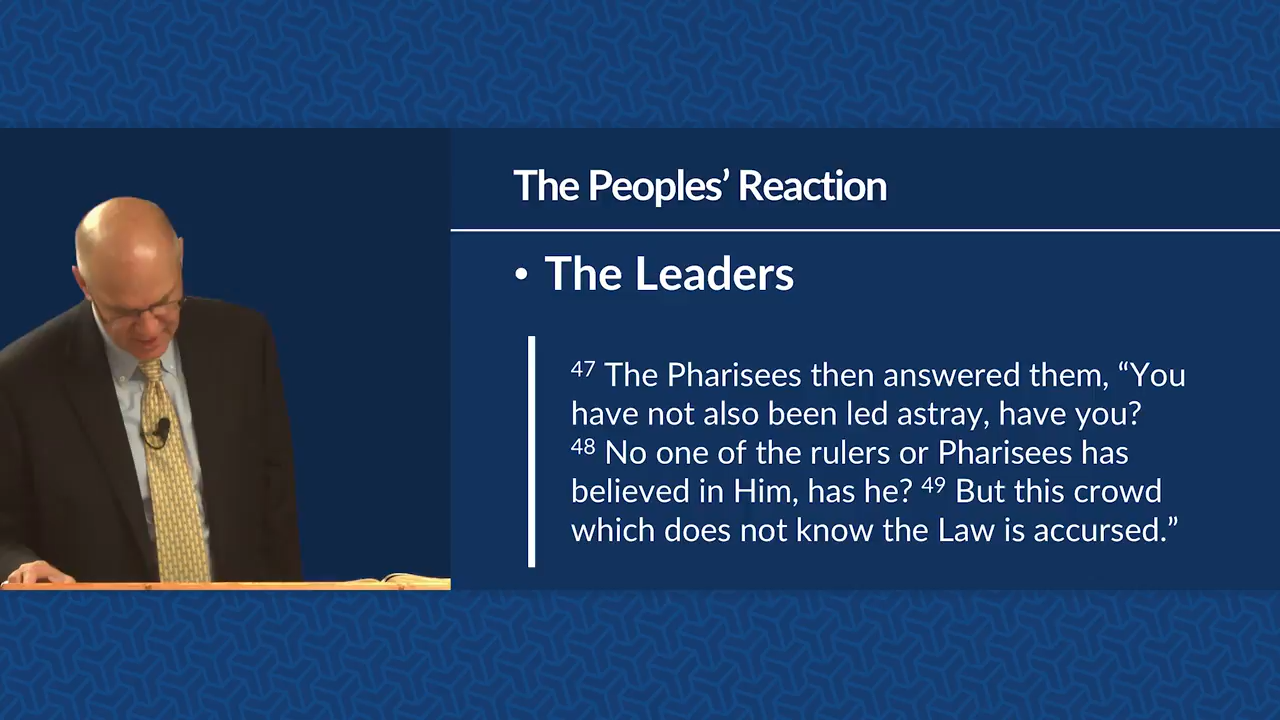 The Peoples’ Reaction
• The Leaders
47 The Pharisees then answered them, “You
have not also been led astray, have you?
48 No one of the rulers or Pharisees has
believed in Him, has he? 49 But this crowd
which does not know the Law is accursed.”